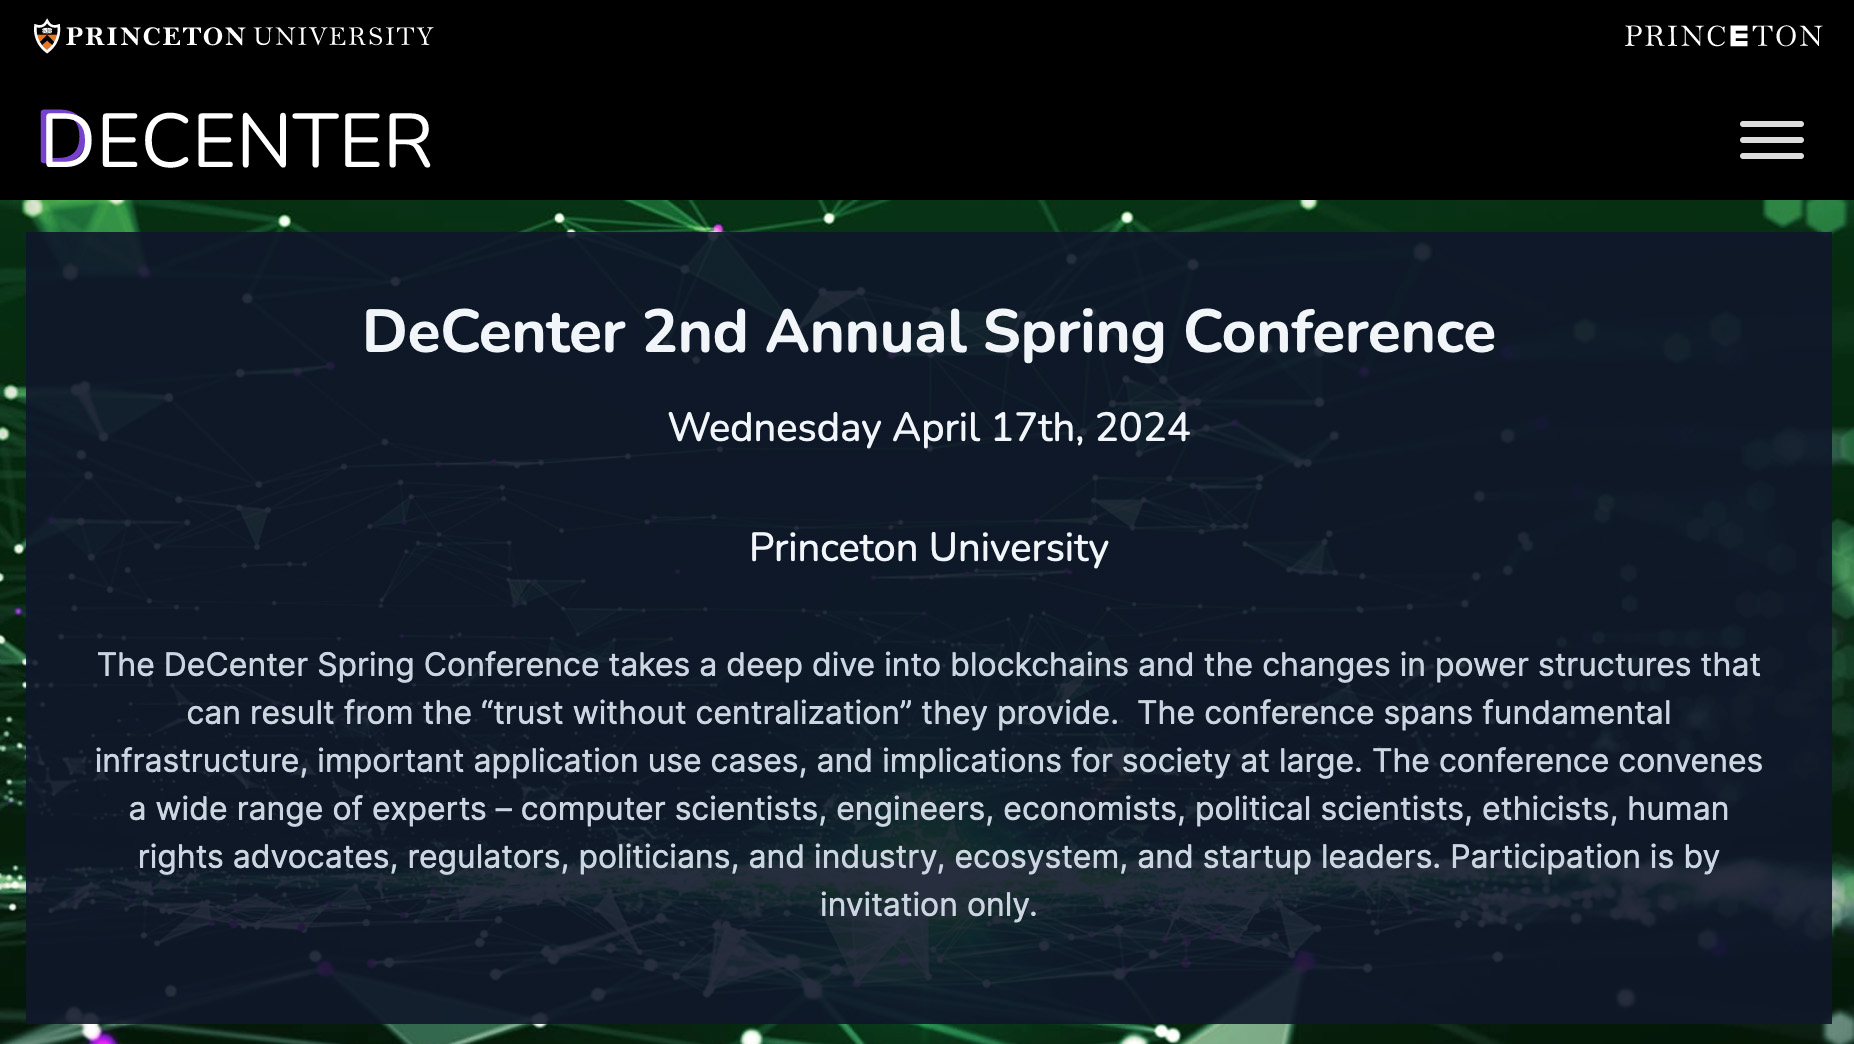 PRINCETON UNIVERSITY
PRINCETON
DECENTER
DeCenter 2nd Annual Spring Conference
Wednesday April 17th, 2024
Princeton University
The DeCenter Spring Conference takes a deep dive into blockchains and the changes in power structures that
can result from the “trust without centralization” they provide.  The conference spans fundamental
infrastructure, important application use cases, and implications for society at large. The conference convenes
a wide range of experts – computer scientists, engineers, economists, political scientists, ethicists, human
rights advocates, regulators, politicians, and industry, ecosystem, and startup leaders. Participation is by
invitation only.